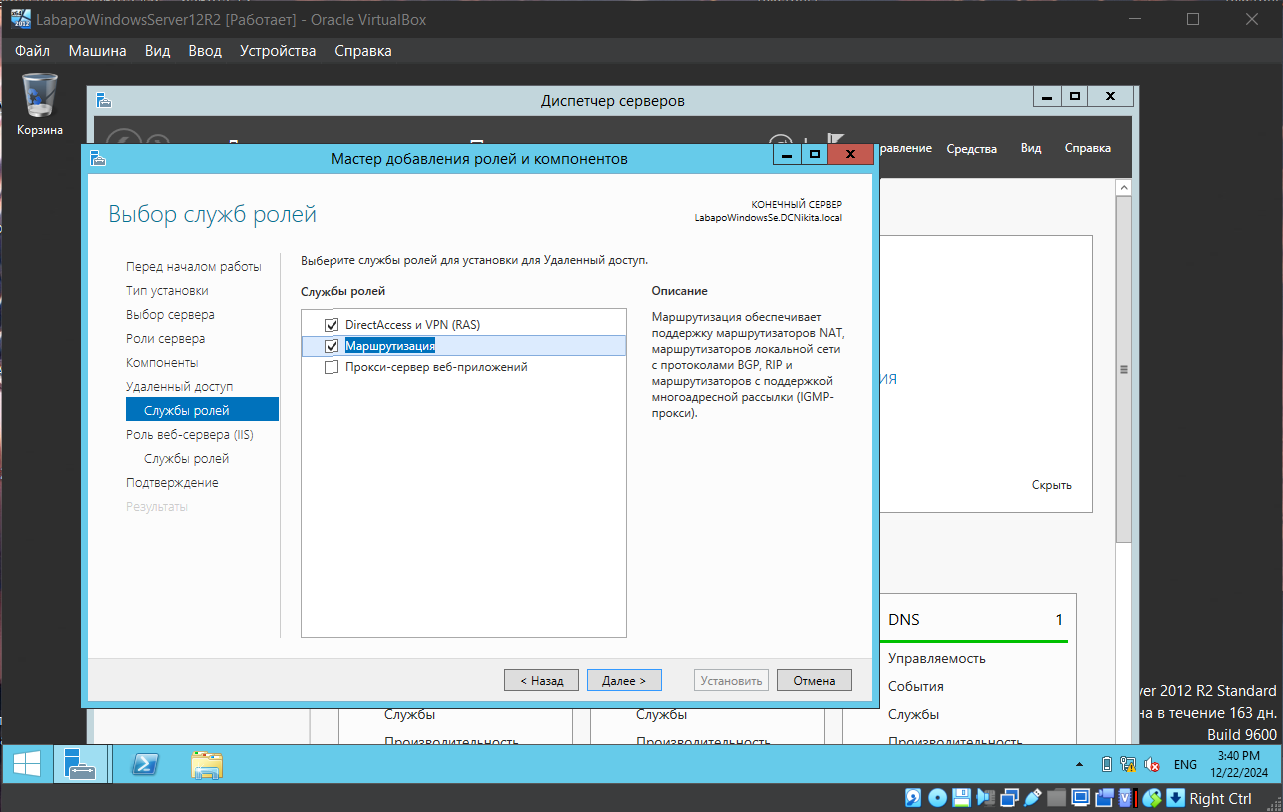 LabapoWindowsServer12R2 [Работает] - Oracle VirtualBox
Файл Машина Вид Ввод Устройства Справка
Корзина
Диспетчер серверов
равление Средства Вид Справка
Мастер добавления ролей и компонентов
Выбор служб ролей
КОНЕЧНЫЙ СЕРВЕР
LabapoWindowsSe.DCNikita.local
Перед началом работы
Тип установки
Выбор сервера
Роли сервера
Компоненты
Удаленный доступ
Службы ролей
Роль веб-сервера (IIS)
Службы ролей
Подтверждение
Результаты
Выберите службы ролей для установки для Удаленный доступ.
Службы ролей
DirectAccess и VPN (RAS)
Маршрутизация
Прокси-сервер веб-приложений
Описание
Маршрутизация обеспечивает
поддержку маршрутизаторов NAT,
маршрутизаторов локальной сети
с протоколами BGP, RIP и
маршрутизаторов с поддержкой
многоадресной рассылки (IGMP-
прокси).
< Назад Далее > Установить Отмена
ИЯ
Скрыть
DNS 1
Управляемость
События
Службы
Производительность
Службы
Производительность
Службы
Производительность
ver 2012 R2 Standard
на в течение 163 дн.
Build 9600
ENG
3:40 PM
12/22/2024
Right Ctrl